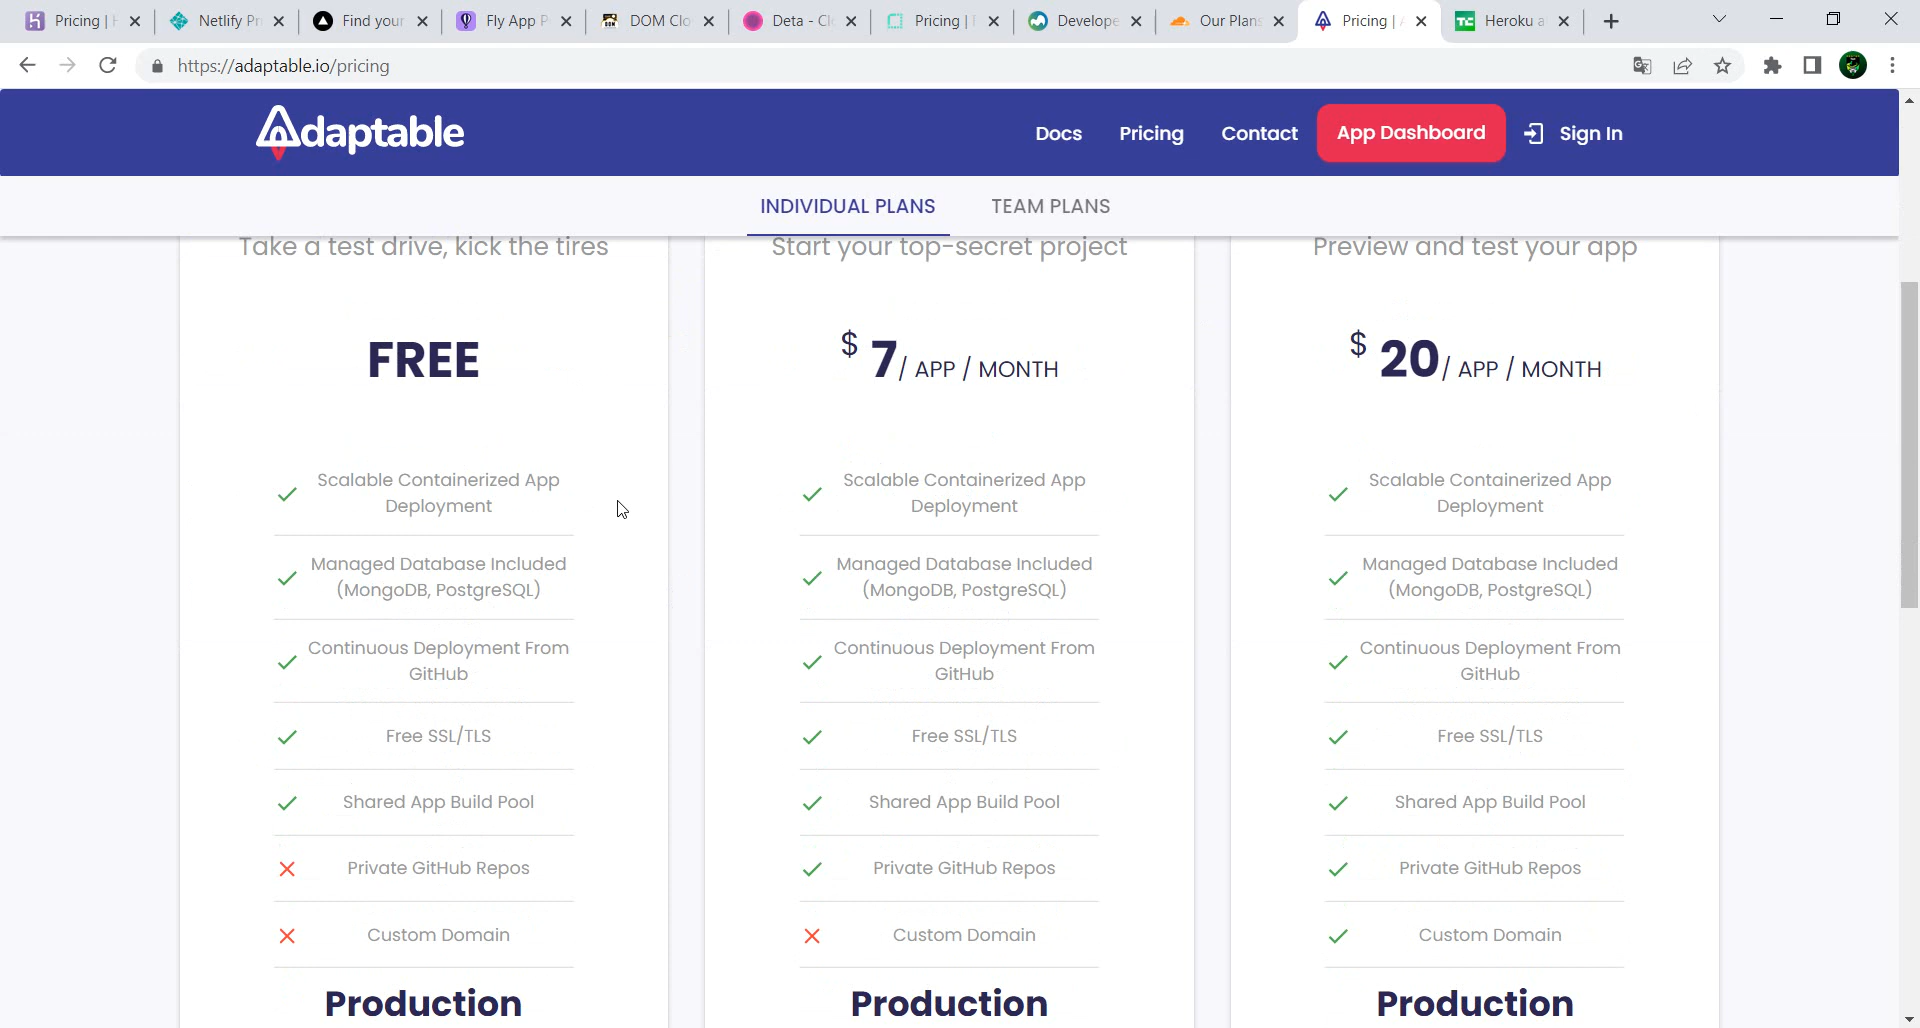 Pricing | H
Netlify Pri
Find your
Fly App P
DOM Clo
Deta - Clo
Pricing |
Develope
Our Plans
Pricing | A
Heroku a
https://adaptable.io/pricing
Adaptable
Docs
Pricing
Contact
App Dashboard
Sign In
INDIVIDUAL PLANS
TEAM PLANS
Take a test drive, kick the tires
FREE
Scalable Containerized App
Deployment
Managed Database Included
(MongoDB, PostgreSQL)
Continuous Deployment From
GitHub
Free SSL/TLS
Shared App Build Pool
Private GitHub Repos
Custom Domain
Production
Start your top-secret project
$ 7/ APP / MONTH
Scalable Containerized App
Deployment
Managed Database Included
(MongoDB, PostgreSQL)
Continuous Deployment From
GitHub
Free SSL/TLS
Shared App Build Pool
Private GitHub Repos
Custom Domain
Production
Preview and test your app
$ 20/ APP / MONTH
Scalable Containerized App
Deployment
Managed Database Included
(MongoDB, PostgreSQL)
Continuous Deployment From
GitHub
Free SSL/TLS
Shared App Build Pool
Private GitHub Repos
Custom Domain
Production